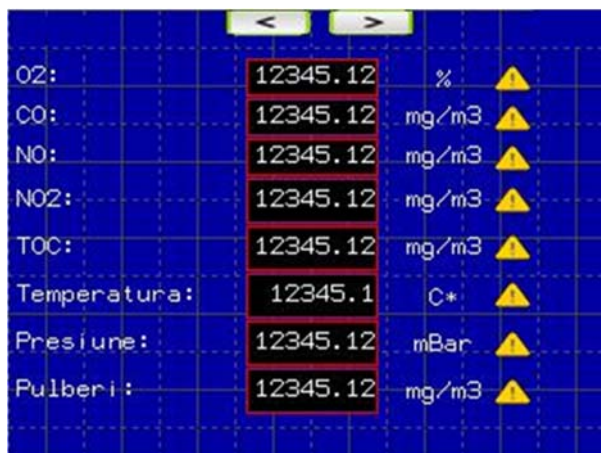 < >
O2: 12345.12 %
CO: 12345.12 mg/m3
NO: 12345.12 mg/m3
NO2: 12345.12 mg/m3
TOC: 12345.12 mg/m3
Temperatura: 12345.1 C*
Presiune: 12345.12 mBar
Pulberi: 12345.12 mg/m3